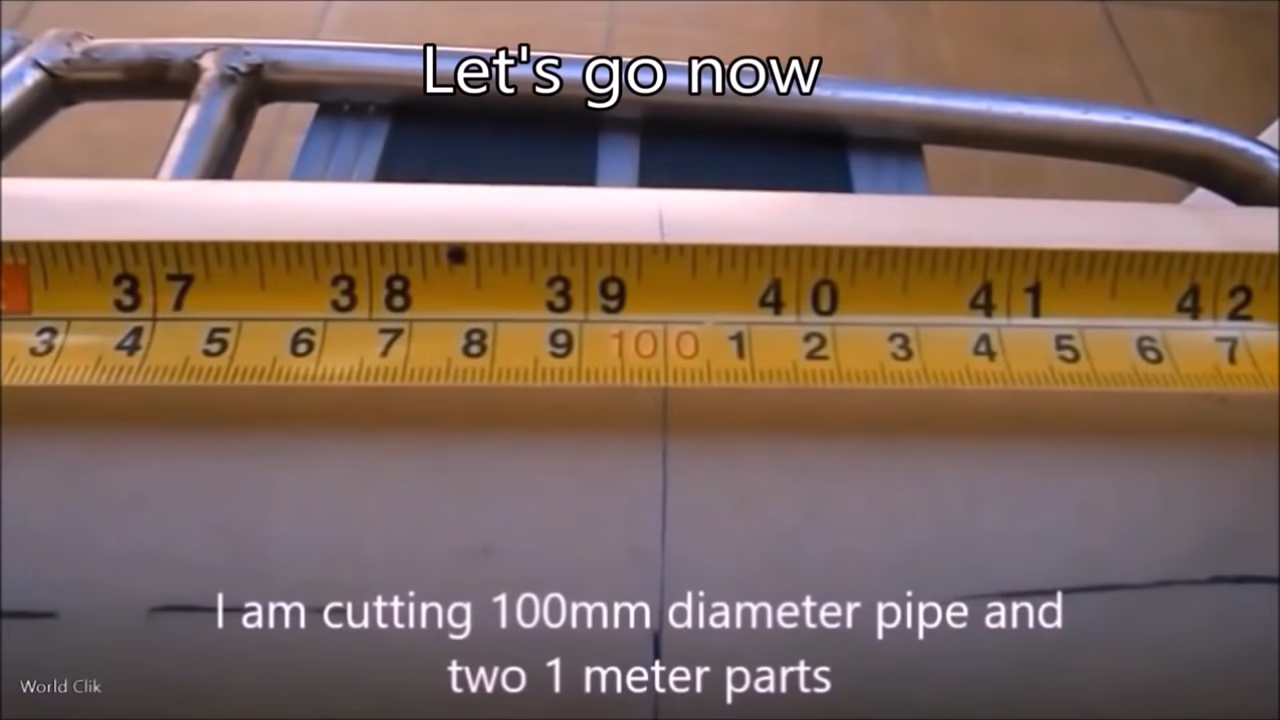 Let's go now
37 38 39 40 41 42
3 4 5 6 7 8 9 100 1 2 3 4 5 6 7
I am cutting 100mm diameter pipe and
two 1 meter parts
World Clik